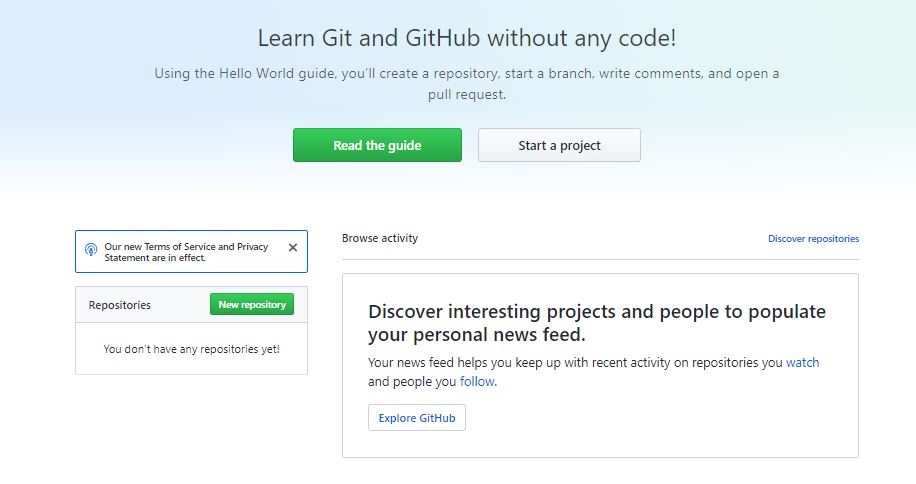 Learn Git and GitHub without any code!
Using the Hello World guide, you'll create a repository, start a branch, write comments, and open a
pull request.
Read the guide
Start a project
Our new Terms of Service and Privacy
Statement are in effect.
Repositories
New repository
You don't have any repositories yet!
Browse activity
Discover repositories
Discover interesting projects and people to populate
your personal news feed.
Your news feed helps you keep up with recent activity on repositories you watch
and people you follow.
Explore GitHub